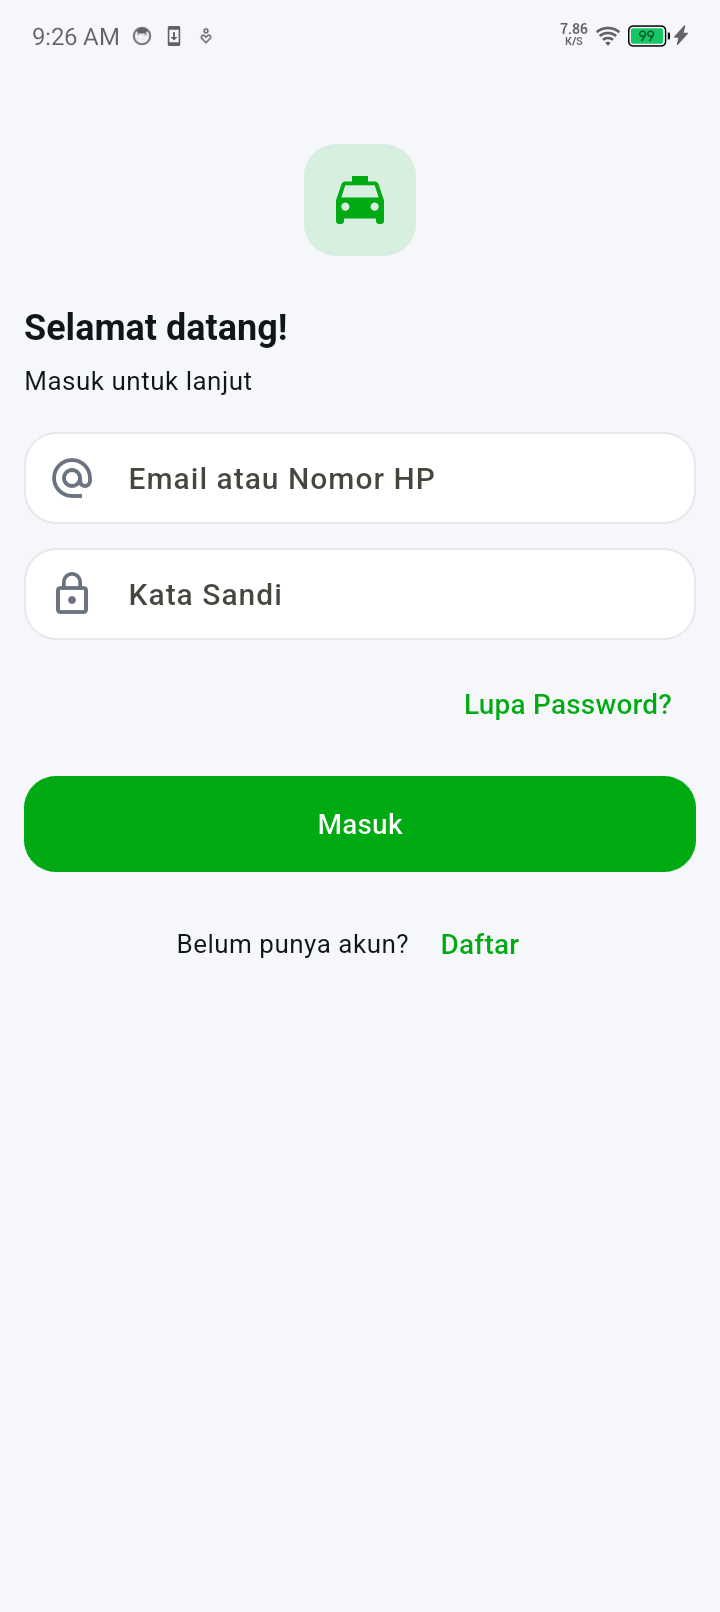 9:26 AM
7.86
K/S
99
Selamat datang!
Masuk untuk lanjut
Email atau Nomor HP
Kata Sandi
Lupa Password?
Masuk
Belum punya akun? Daftar